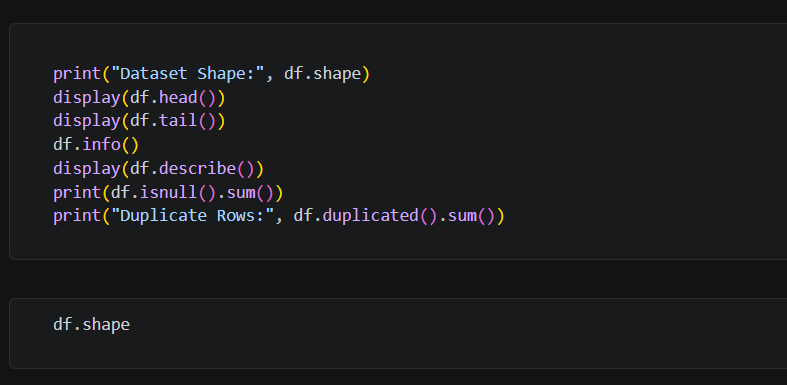 print("Dataset Shape:", df.shape)
display(df.head())
display(df.tail())
df.info()
display(df.describe())
print(df.isnull().sum())
print("Duplicate Rows:", df.duplicated().sum())
df.shape